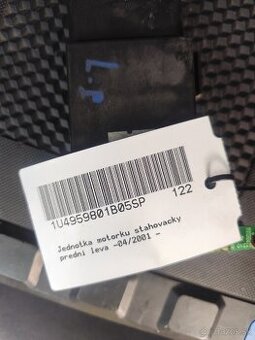 L.P
1U4959801B05SP 122
Jednotka motorku stahovacky
predni leva -04/2001 -